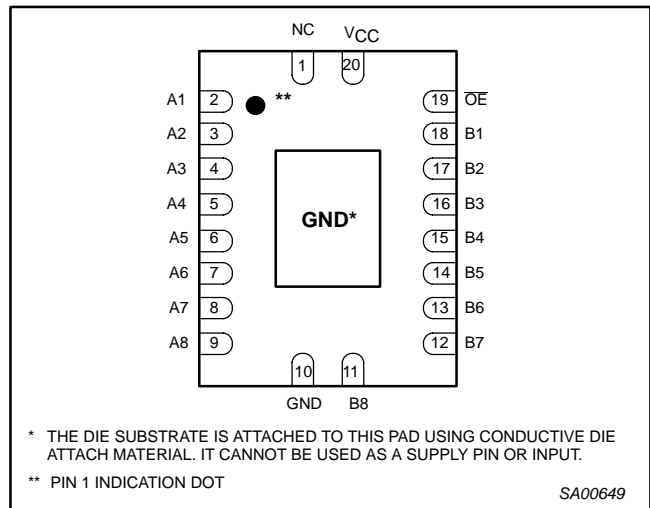 NC VCC
1 20
A1 2 ** 19 OE
A2 3 18 B1
A3 4 17 B2
A4 5 16 B3
GND*
A5 6 15 B4
A6 7 14 B5
A7 8 13 B6
A8 9 12 B7
10 11
GND B8
* THE DIE SUBSTRATE IS ATTACHED TO THIS PAD USING CONDUCTIVE DIE
ATTACH MATERIAL. IT CANNOT BE USED AS A SUPPLY PIN OR INPUT.
** PIN 1 INDICATION DOT
SA00649